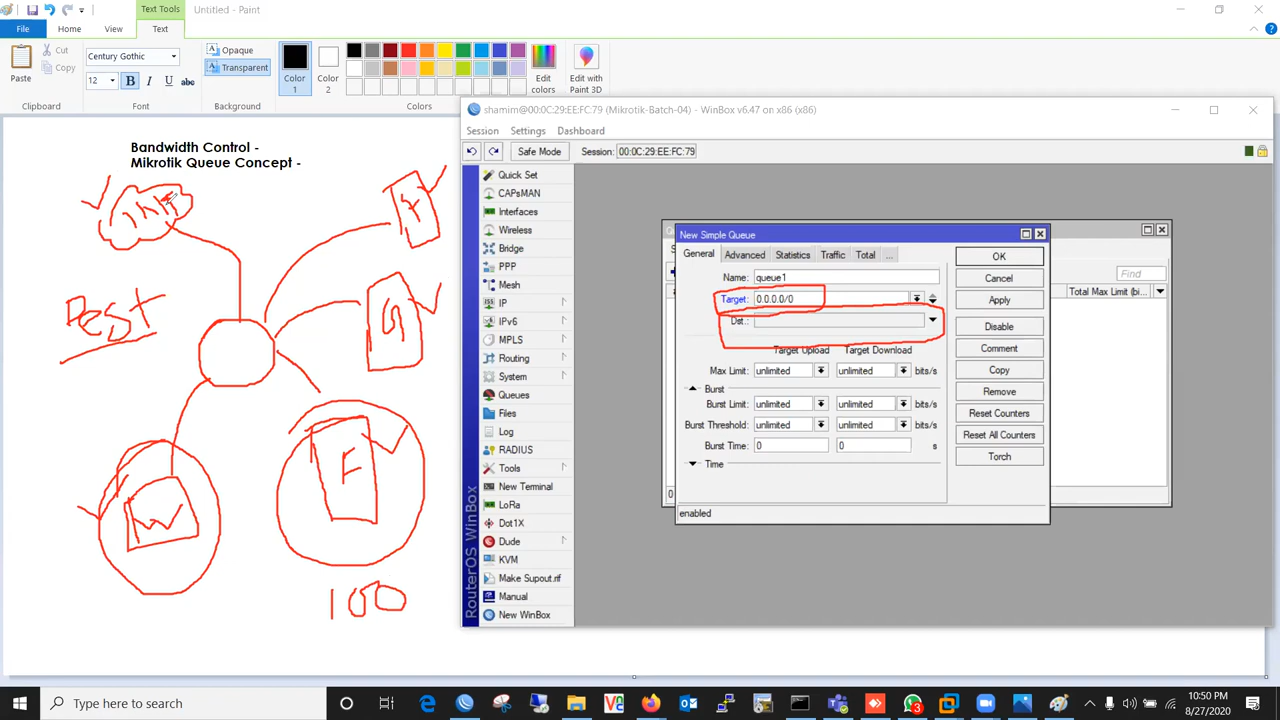 Text Tools
Untitled - Paint
File
Home
View
Text
Paste
Cut
Copy
Clipboard
Century Gothic
12
B I U abc
Font
Opaque
Transparent
Background
Color 1
Color 2
Colors
Edit colors
Edit with Paint 3D
Bandwidth Control -
Mikrotik Queue Concept -
Y
G
F
W
100
shamim@00:0C:29:EE:FC:79 (Mikrotik-Batch-04) - WinBox v6.47 on x86 (x86)
Session Settings Dashboard
Safe Mode Session: 00:0C:29:EE:FC:79
Quick Set
CAPsMAN
Interfaces
Wireless
Bridge
PPP
Mesh
IP
IPv6
MPLS
Routing
System
Queues
Files
Log
RADIUS
Tools
New Terminal
LoRa
Dot1X
Dude
KVM
Make Supout.rif
Manual
New WinBox
RouterOS WinBox
Find
Total Max Limit (bi...
0
New Simple Queue
General Advanced Statistics Traffic Total ...
Name: queue1
Target: 0.0.0.0/0
Dst.:
Target Upload Target Download
Max Limit: unlimited unlimited bits/s
Burst
Burst Limit: unlimited unlimited bits/s
Burst Threshold: unlimited unlimited bits/s
Burst Time: 0 0 s
Time
enabled
OK
Cancel
Apply
Disable
Comment
Copy
Remove
Reset Counters
Reset All Counters
Torch
Type here to search
3
10:50 PM
8/27/2020